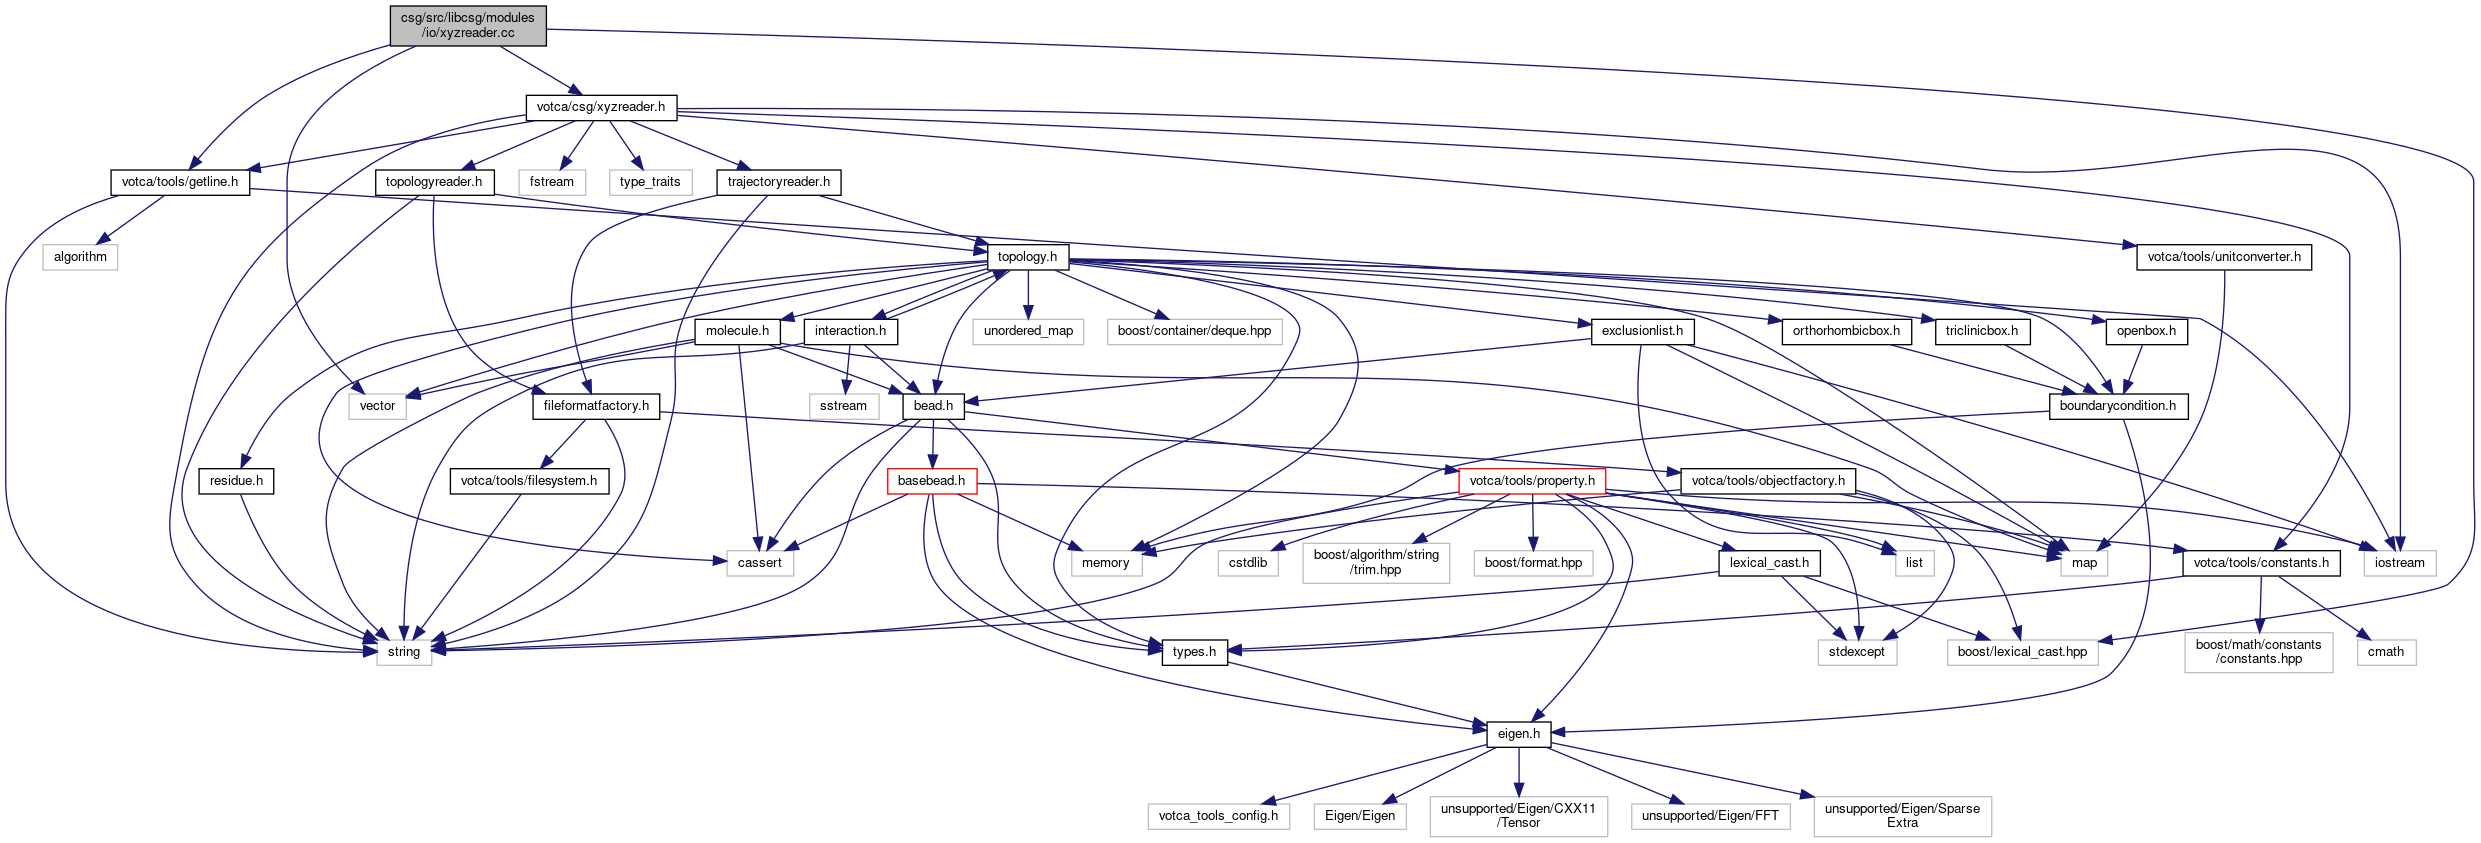 csg/src/libcsg/modules
/io/xyzreader.cc
votca/csg/xyzreader.h
votca/tools/getline.h
topologyreader.h
fstream
type_traits
trajectoryreader.h
algorithm
topology.h
votca/tools/unitconverter.h
molecule.h
interaction.h
unordered_map
boost/container/deque.hpp
exclusionlist.h
orthorhombicbox.h
triclinicbox.h
openbox.h
vector
fileformatfactory.h
sstream
bead.h
boundarycondition.h
residue.h
votca/tools/filesystem.h
basebead.h
votca/tools/property.h
votca/tools/objectfactory.h
cassert
memory
cstdlib
boost/algorithm/string
/trim.hpp
boost/format.hpp
lexical_cast.h
list
map
votca/tools/constants.h
iostream
string
types.h
stdexcept
boost/lexical_cast.hpp
boost/math/constants
/constants.hpp
cmath
eigen.h
votca_tools_config.h
Eigen/Eigen
unsupported/Eigen/CXX11
/Tensor
unsupported/Eigen/FFT
unsupported/Eigen/Sparse
Extra